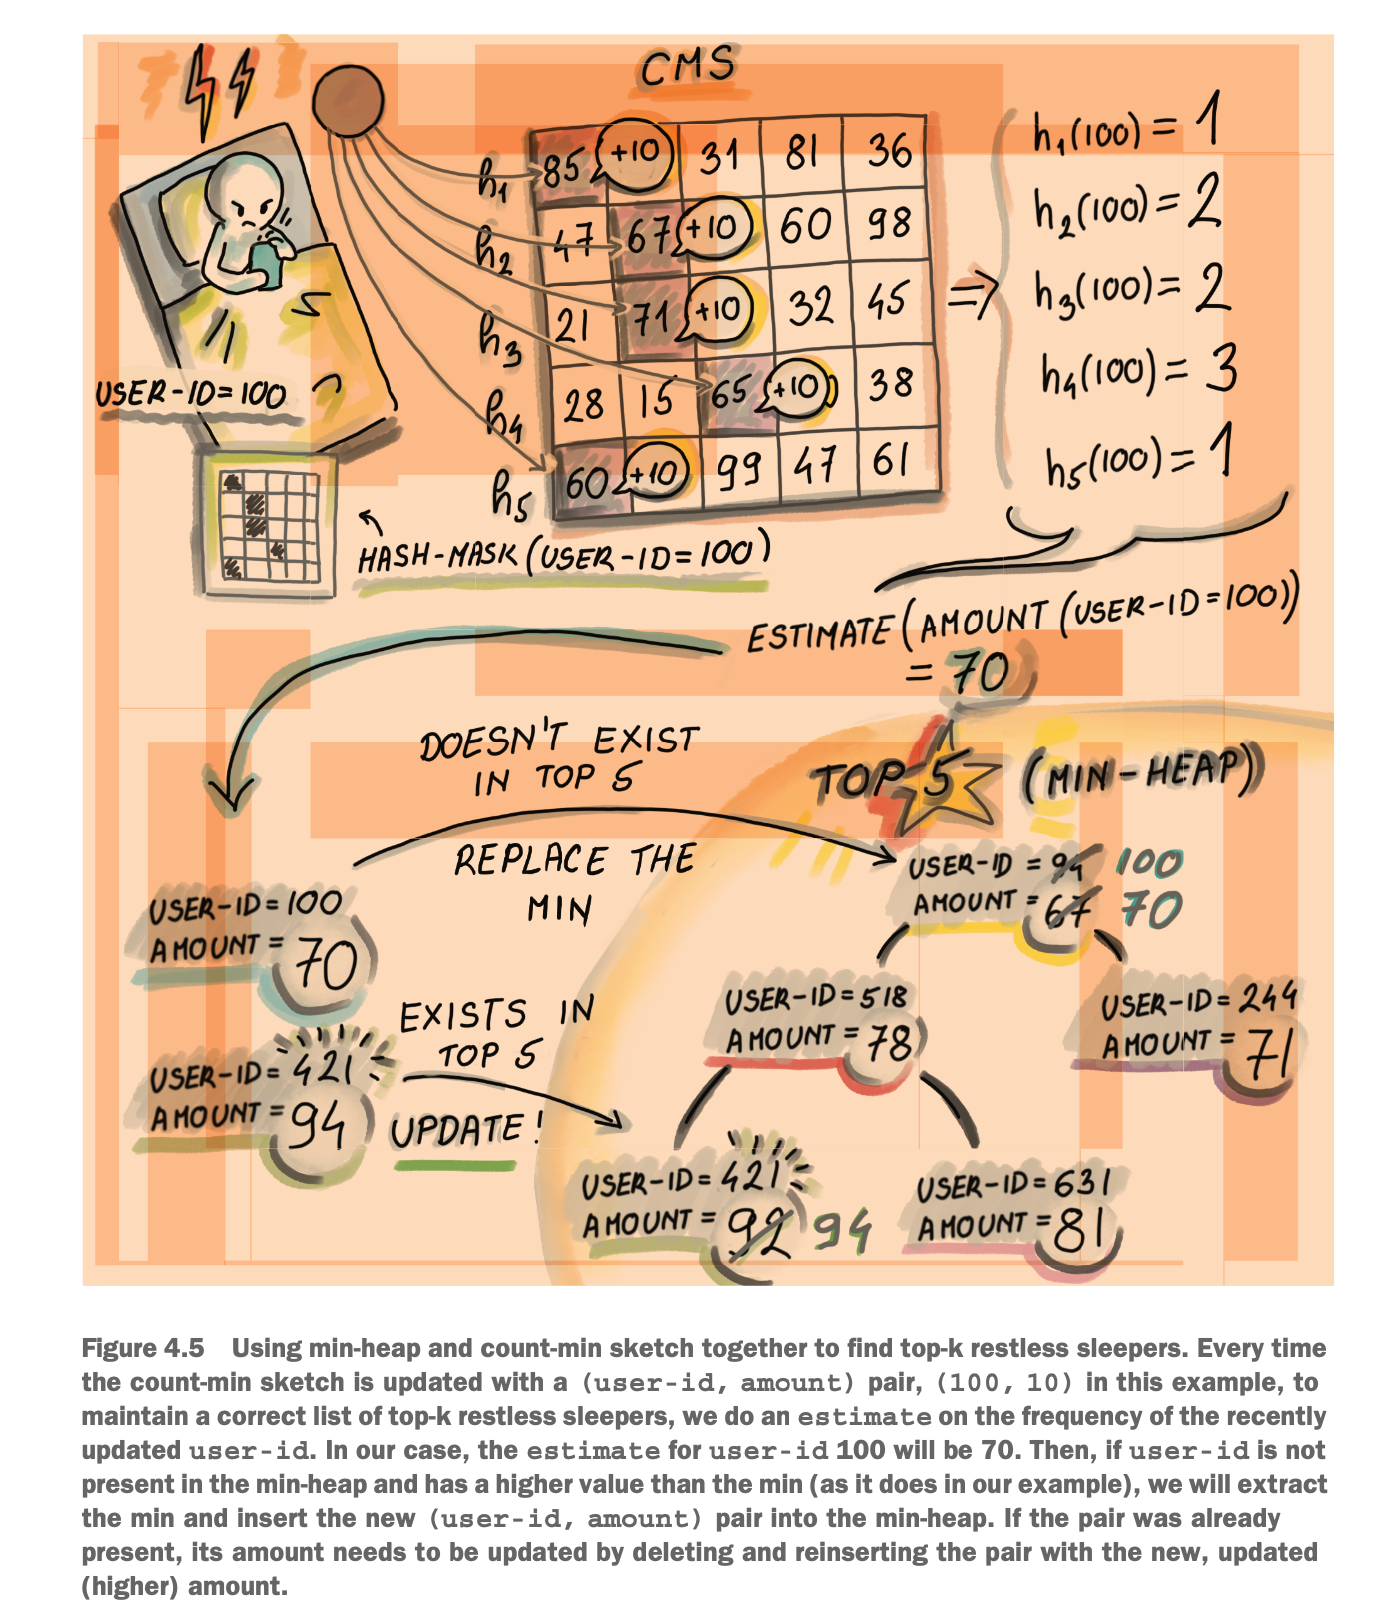 CMS
h1 85 +10 31 81 36
h2 47 67 +10 60 98
h3 21 71 +10 32 45
h4 28 15 65 +10 38
h5 60 +10 99 47 61
h1(100) = 1
h2(100) = 2
h3(100) = 2
h4(100) = 3
h5(100) = 1
USER-ID=100
HASH-MASK (USER-ID=100)
ESTIMATE (AMOUNT (USER-ID=100))
= 70
DOESN'T EXIST
IN TOP 5
REPLACE THE
MIN
TOP 5 (MIN-HEAP)
USER-ID = 94 100
AMOUNT = 67 70
USER-ID=100
AMOUNT = 70
EXISTS IN
TOP 5
UPDATE!
USER-ID= 421
AMOUNT = 94
USER-ID=518
AMOUNT = 78
USER-ID= 244
AMOUNT = 71
USER-ID= 421
AMOUNT = 92 94
USER-ID=631
AMOUNT = 81
Figure 4.5 Using min-heap and count-min sketch together to find top-k restless sleepers. Every time
the count-min sketch is updated with a (user-id, amount) pair, (100, 10) in this example, to
maintain a correct list of top-k restless sleepers, we do an estimate on the frequency of the recently
updated user-id. In our case, the estimate for user-id 100 will be 70. Then, if user-id is not
present in the min-heap and has a higher value than the min (as it does in our example), we will extract
the min and insert the new (user-id, amount) pair into the min-heap. If the pair was already
present, its amount needs to be updated by deleting and reinserting the pair with the new, updated
(higher) amount.